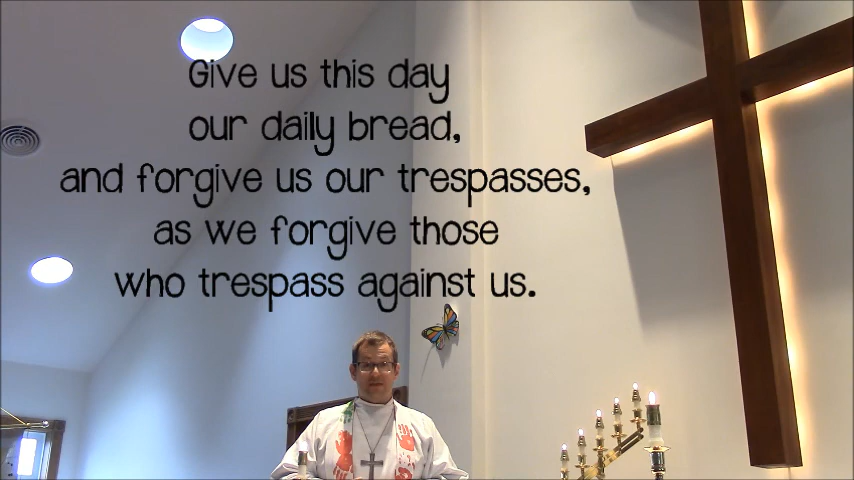 Give us this day
our daily bread,
and forgive us our trespasses,
as we forgive those
who trespass against us.